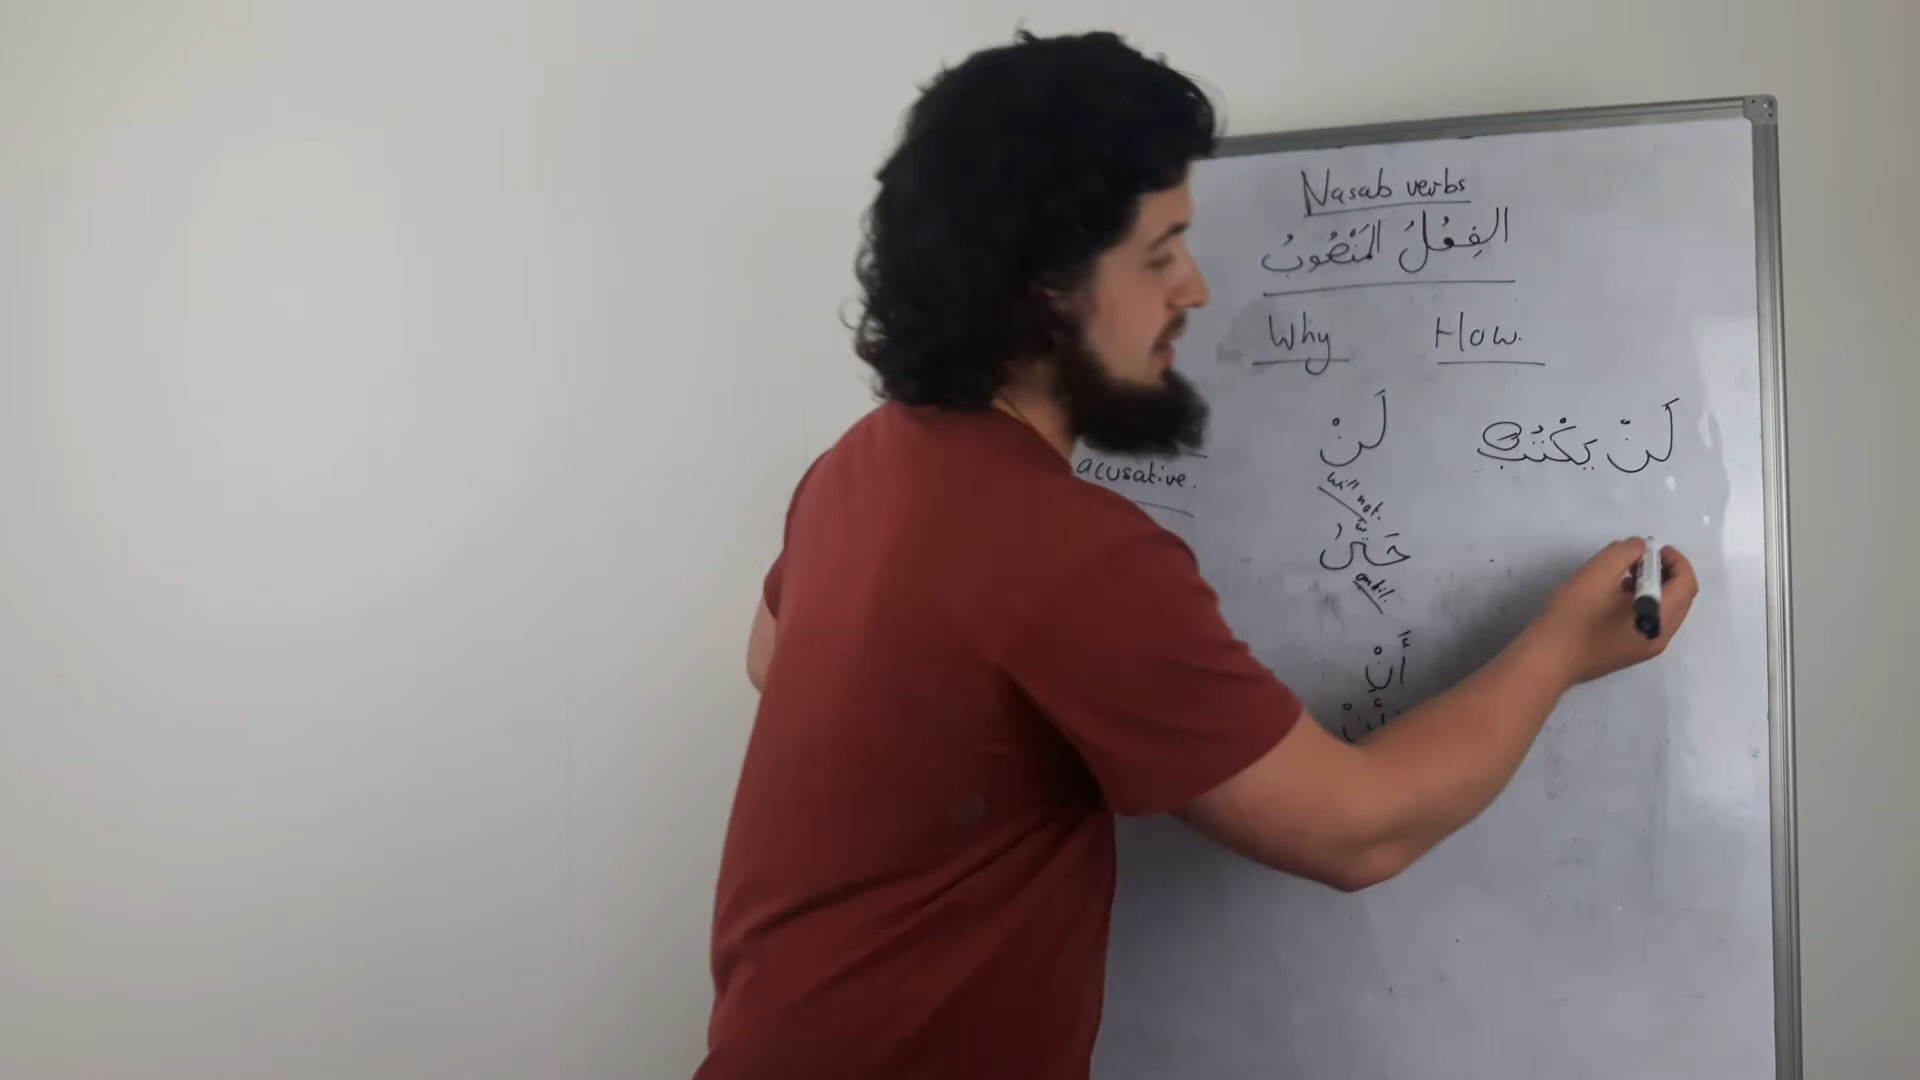 Nasab verbs
الفِعْلُ المَنْصُوبُ
Why How.
acusative.
لَنْ
will not.
حَتَّىٰ
until.
أَنْ
لَنْ يَكْتُبَ